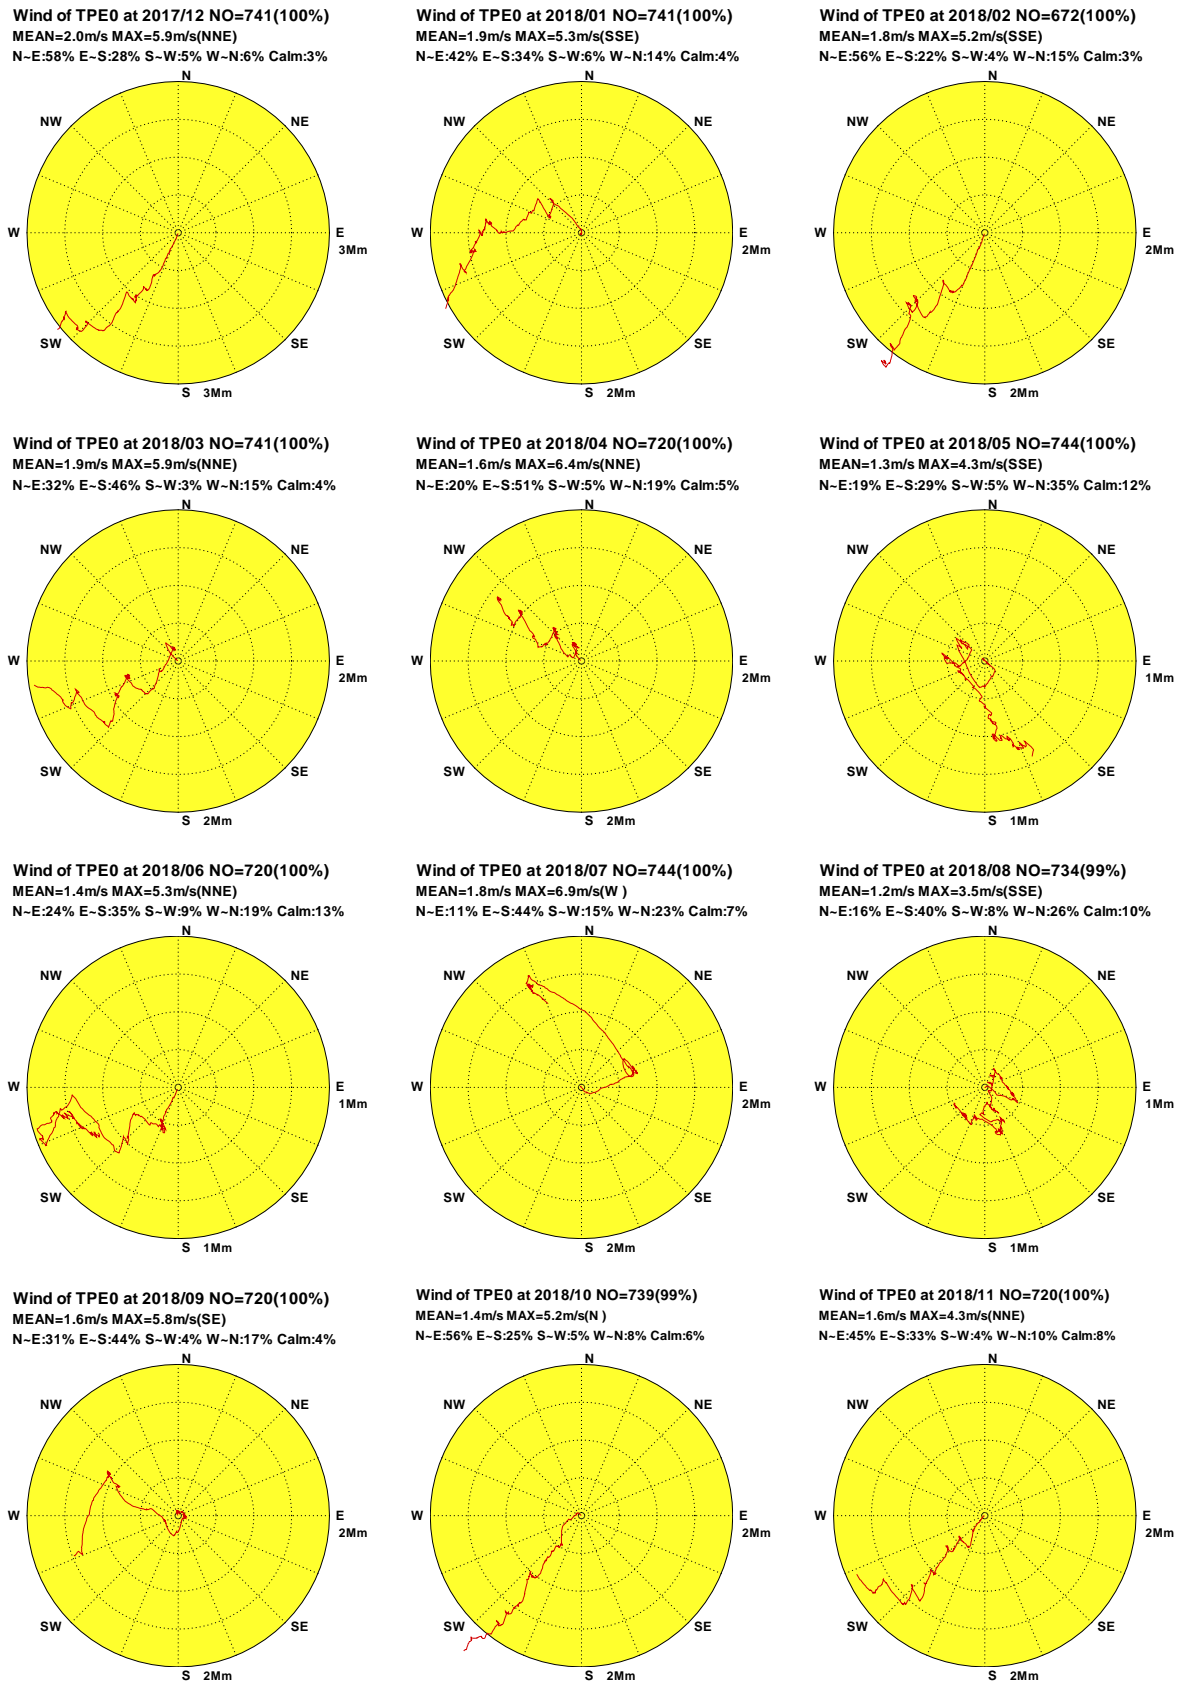 Wind of TPE0 at 2017/12 NO=741(100%)
MEAN=2.0m/s MAX=5.9m/s(NNE)
N~E:58% E~S:28% S~W:5% W~N:6% Calm:3%
N
NW
NE
W
E
3Mm
SW
SE
S 3Mm
Wind of TPE0 at 2018/01 NO=741(100%)
MEAN=1.9m/s MAX=5.3m/s(SSE)
N~E:42% E~S:34% S~W:6% W~N:14% Calm:4%
N
NW
NE
W
E
2Mm
SW
SE
S 2Mm
Wind of TPE0 at 2018/02 NO=672(100%)
MEAN=1.8m/s MAX=5.2m/s(SSE)
N~E:56% E~S:22% S~W:4% W~N:15% Calm:3%
N
NW
NE
W
E
2Mm
SW
SE
S 2Mm
Wind of TPE0 at 2018/03 NO=741(100%)
MEAN=1.9m/s MAX=5.9m/s(NNE)
N~E:32% E~S:46% S~W:3% W~N:15% Calm:4%
N
NW
NE
W
E
2Mm
SW
SE
S 2Mm
Wind of TPE0 at 2018/04 NO=720(100%)
MEAN=1.6m/s MAX=6.4m/s(NNE)
N~E:20% E~S:51% S~W:5% W~N:19% Calm:5%
N
NW
NE
W
E
2Mm
SW
SE
S 2Mm
Wind of TPE0 at 2018/05 NO=744(100%)
MEAN=1.3m/s MAX=4.3m/s(SSE)
N~E:19% E~S:29% S~W:5% W~N:35% Calm:12%
N
NW
NE
W
E
1Mm
SW
SE
S 1Mm
Wind of TPE0 at 2018/06 NO=720(100%)
MEAN=1.4m/s MAX=5.3m/s(NNE)
N~E:24% E~S:35% S~W:9% W~N:19% Calm:13%
N
NW
NE
W
E
1Mm
SW
SE
S 1Mm
Wind of TPE0 at 2018/07 NO=744(100%)
MEAN=1.8m/s MAX=6.9m/s(W )
N~E:11% E~S:44% S~W:15% W~N:23% Calm:7%
N
NW
NE
W
E
2Mm
SW
SE
S 2Mm
Wind of TPE0 at 2018/08 NO=734(99%)
MEAN=1.2m/s MAX=3.5m/s(SSE)
N~E:16% E~S:40% S~W:8% W~N:26% Calm:10%
N
NW
NE
W
E
1Mm
SW
SE
S 1Mm
Wind of TPE0 at 2018/09 NO=720(100%)
MEAN=1.6m/s MAX=5.8m/s(SE)
N~E:31% E~S:44% S~W:4% W~N:17% Calm:4%
N
NW
NE
W
E
2Mm
SW
SE
S 2Mm
Wind of TPE0 at 2018/10 NO=739(99%)
MEAN=1.4m/s MAX=5.2m/s(N )
N~E:56% E~S:25% S~W:5% W~N:8% Calm:6%
N
NW
NE
W
E
2Mm
SW
SE
S 2Mm
Wind of TPE0 at 2018/11 NO=720(100%)
MEAN=1.6m/s MAX=4.3m/s(NNE)
N~E:45% E~S:33% S~W:4% W~N:10% Calm:8%
N
NW
NE
W
E
2Mm
SW
SE
S 2Mm